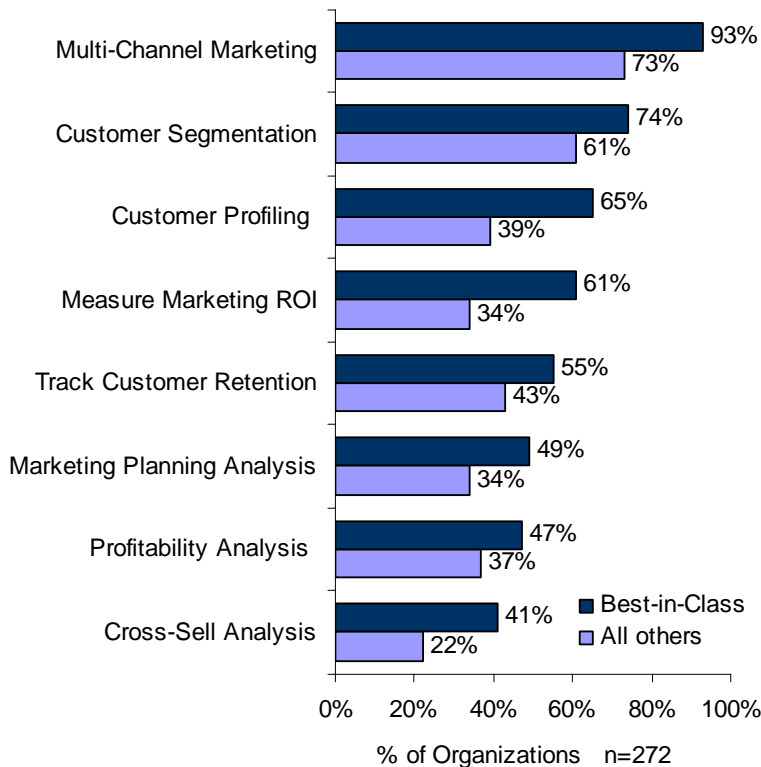 Multi-Channel Marketing
93%
73%
Customer Segmentation
74%
61%
Customer Profiling
65%
39%
Measure Marketing ROI
61%
34%
Track Customer Retention
55%
43%
Marketing Planning Analysis
49%
34%
Profitability Analysis
47%
37%
Cross-Sell Analysis
41%
22%
Best-in-Class
All others
0% 20% 40% 60% 80% 100%
% of Organizations n=272